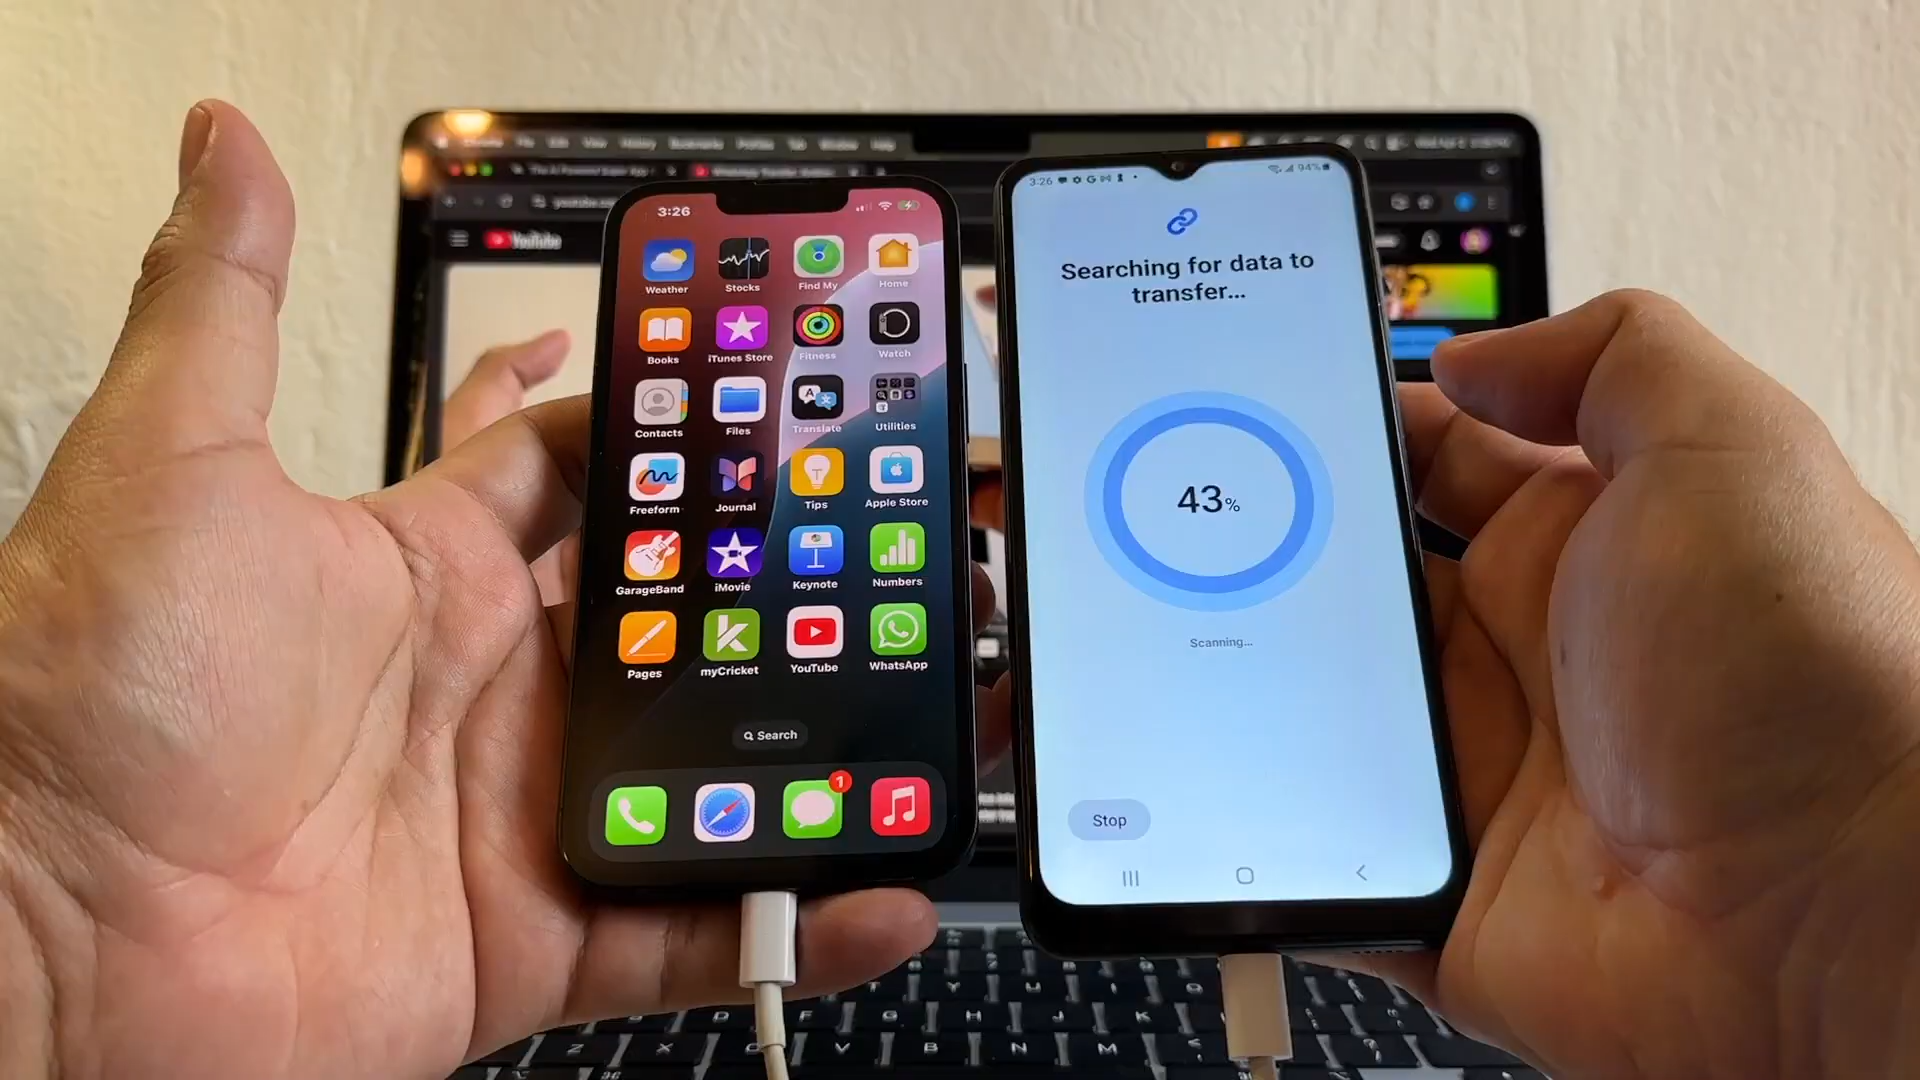 YouTube
3:26
Weather
Stocks
Find My
Home
Books
iTunes Store
Fitness
Watch
Contacts
Files
Translate
Utilities
Freeform
Journal
Tips
Apple Store
GarageBand
iMovie
Keynote
Numbers
Pages
myCricket
YouTube
WhatsApp
Search
1
3:26
94%
Searching for data to
transfer...
43%
Scanning...
Stop
T Y U I O
D F G H J K
Z X C V B N M